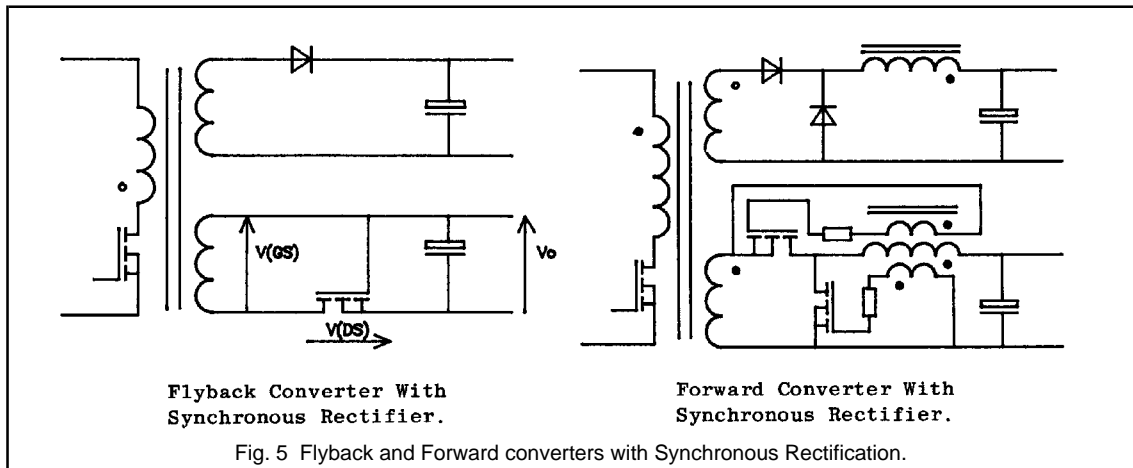 V(GS)
Vo
V(DS)
Flyback Converter With
Synchronous Rectifier.
Forward Converter With
Synchronous Rectifier.
Fig. 5 Flyback and Forward converters with Synchronous Rectification.